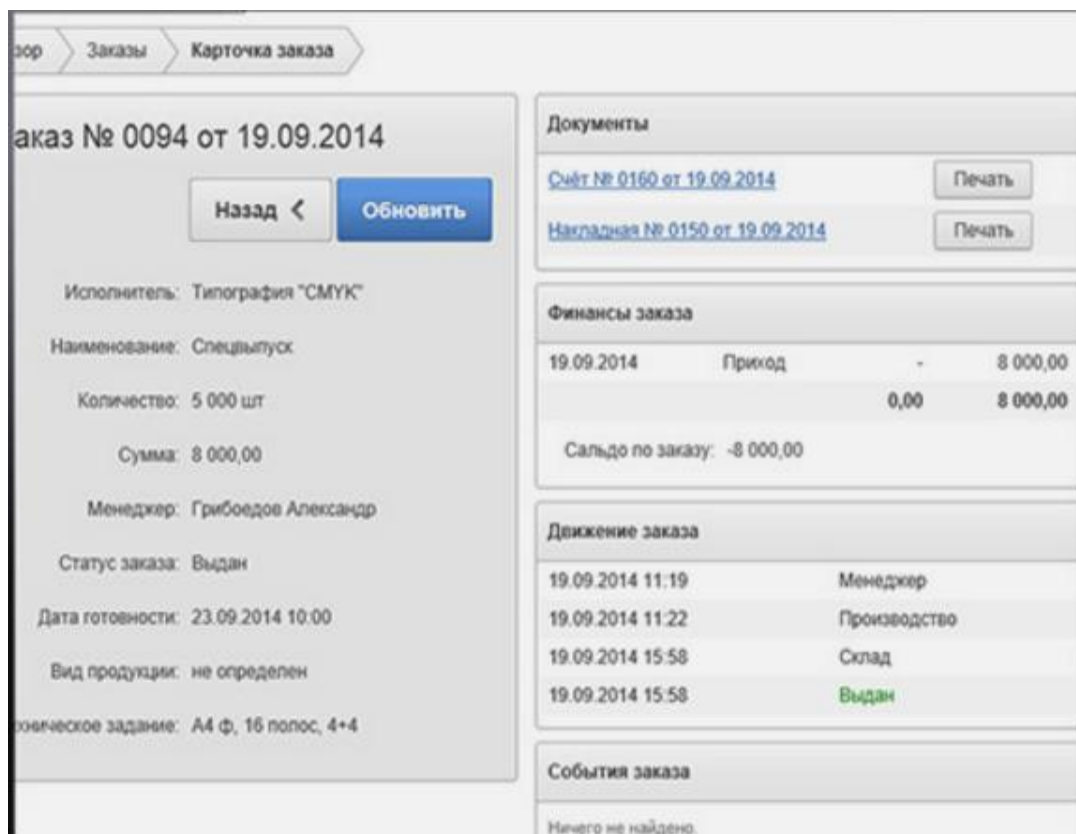 зор Заказы Карточка заказа
аказ № 0094 от 19.09.2014
Назад < Обновить
Исполнитель: Типография "CMYK"
Наименование: Спецвыпуск
Количество: 5 000 шт
Сумма: 8 000,00
Менеджер: Грибоедов Александр
Статус заказа: Выдан
Дата готовности: 23.09.2014 10:00
Вид продукции: не определен
хническое задание: А4 ф, 16 полос, 4+4
Документы
Счёт № 0160 от 19.09.2014 Печать
Накладная № 0150 от 19.09.2014 Печать
Финансы заказа
19.09.2014 Приход - 8 000,00
0,00 8 000,00
Сальдо по заказу: -8 000,00
Движение заказа
19.09.2014 11:19 Менеджер
19.09.2014 11:22 Производство
19.09.2014 15:58 Склад
19.09.2014 15:58 Выдан
События заказа
Ничего не найдено.